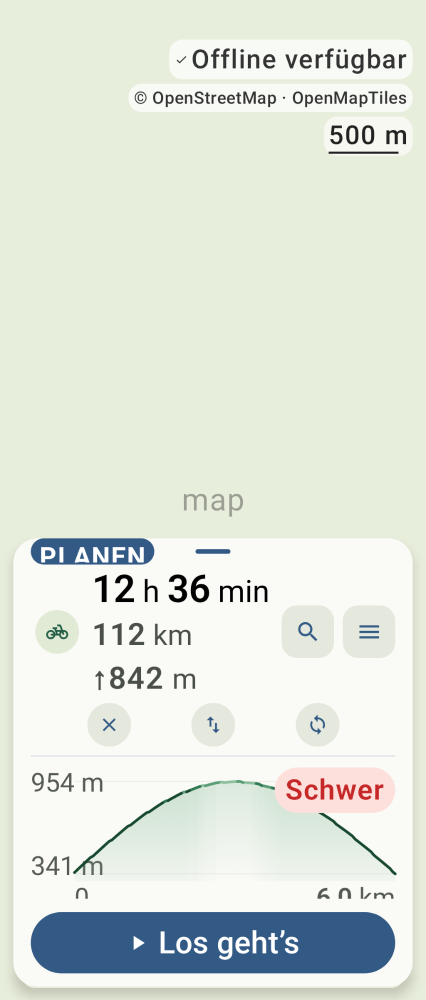 ✓ Offline verfügbar
© OpenStreetMap · OpenMapTiles
500 m
map
PLANEN
12 h 36 min
112 km
↑842 m
954 m
Schwer
341 m
0
6.0 km
Los geht’s